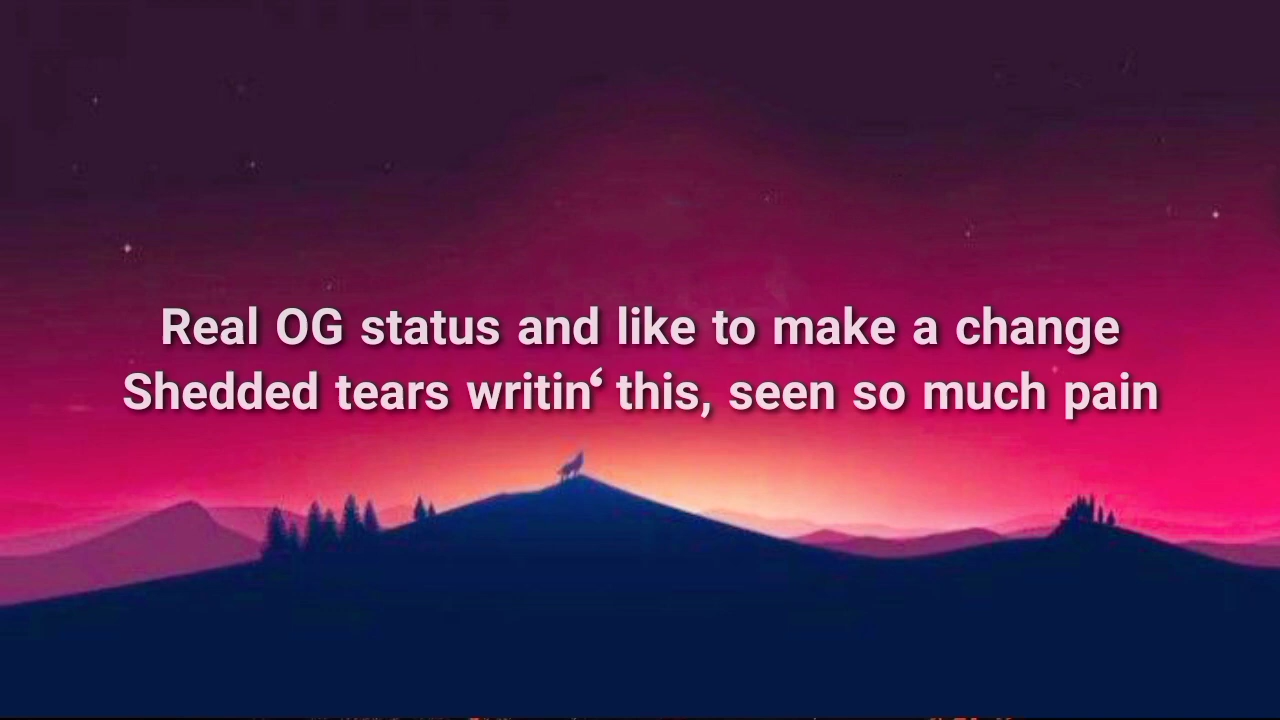 Real OG status and like to make a change
Shedded tears writin‘ this, seen so much pain